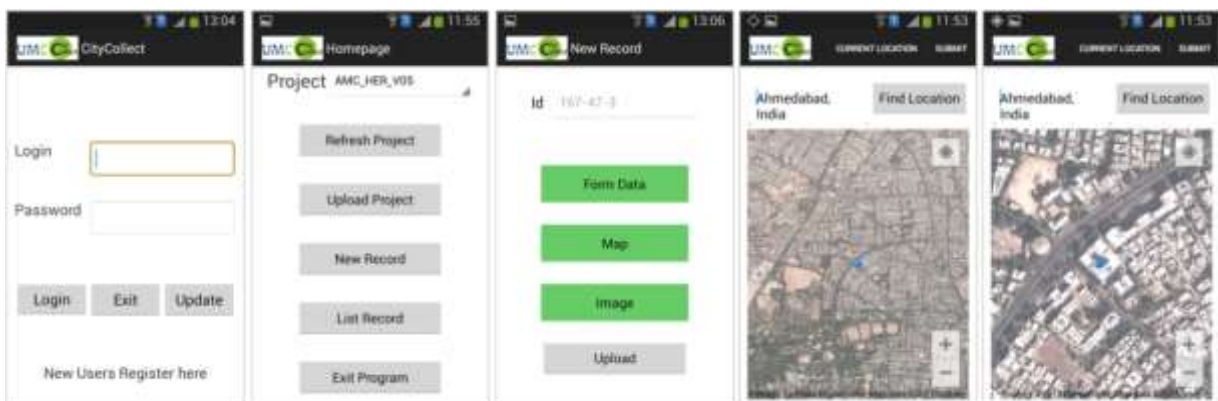 13:04
UMC CityCollect
Login
Password
Login Exit Update
New Users Register here
11:55
UMC Homepage
Project AMC_HER_V05
Refresh Project
Upload Project
New Record
List Record
Exit Program
13:06
UMC New Record
Id 167-47-3
Form Data
Map
Image
Upload
11:53
UMC CURRENT LOCATION SUBMIT
Ahmedabad,
India
Find Location
+
−
11:53
UMC CURRENT LOCATION SUBMIT
Ahmedabad,
India
Find Location
+
−